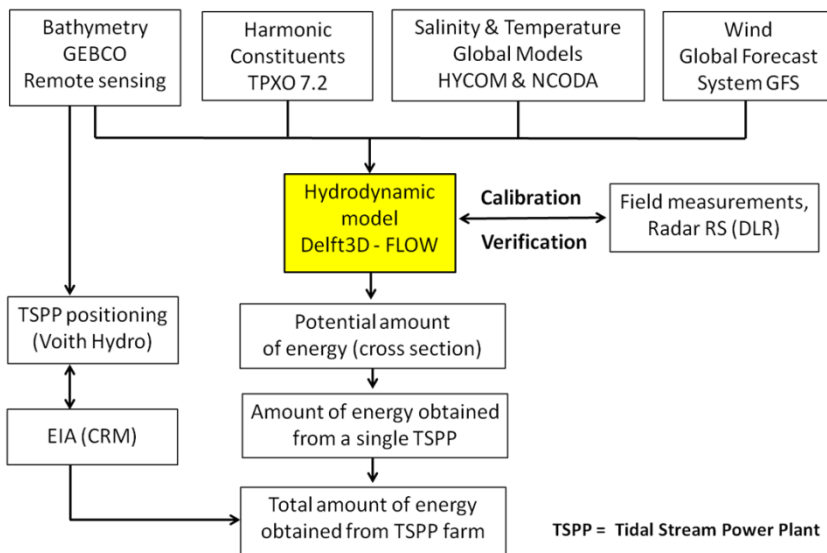 Bathymetry
GEBCO
Remote sensing
Harmonic
Constituents
TPXO 7.2
Salinity & Temperature
Global Models
HYCOM & NCODA
Wind
Global Forecast
System GFS
Hydrodynamic
model
Delft3D - FLOW
Calibration
Verification
Field measurements,
Radar RS (DLR)
TSPP positioning
(Voith Hydro)
Potential amount
of energy (cross section)
EIA (CRM)
Amount of energy obtained
from a single TSPP
Total amount of energy
obtained from TSPP farm
TSPP = Tidal Stream Power Plant